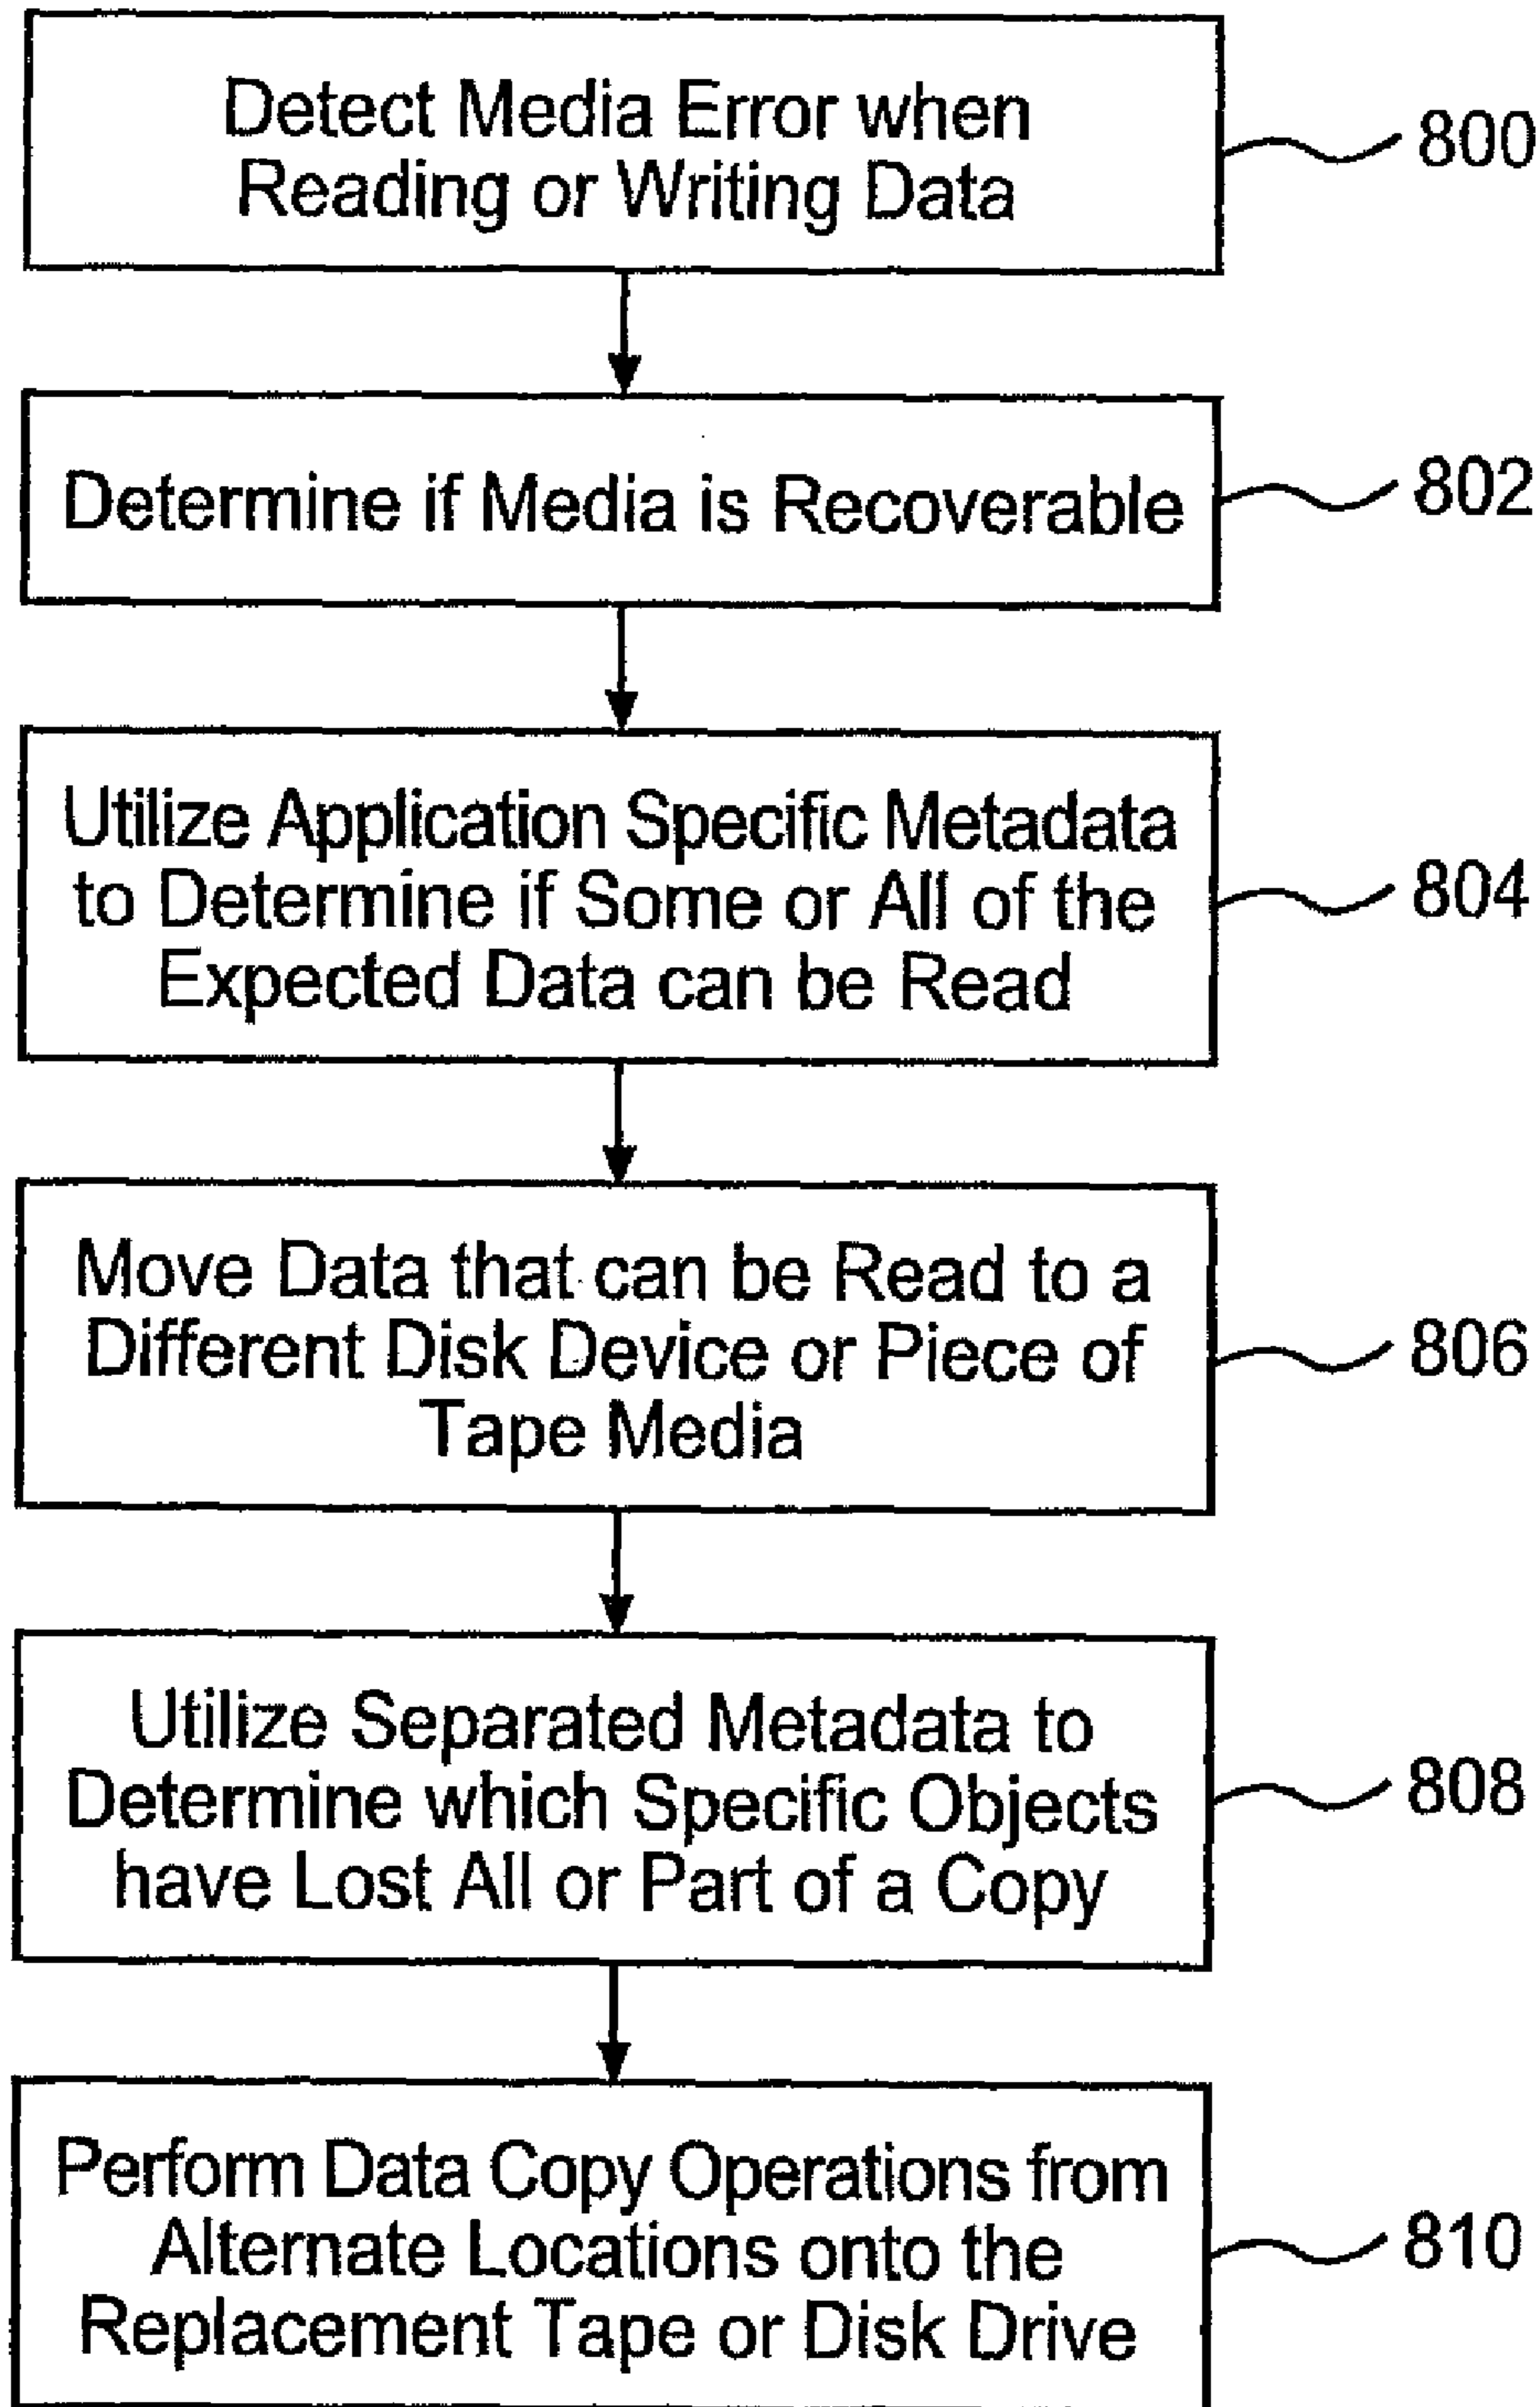 Detect Media Error when
Reading or Writing Data
800
Determine if Media is Recoverable
802
Utilize Application Specific Metadata
to Determine if Some or All of the
Expected Data can be Read
804
Move Data that can be Read to a
Different Disk Device or Piece of
Tape Media
806
Utilize Separated Metadata to
Determine which Specific Objects
have Lost All or Part of a Copy
808
Perform Data Copy Operations from
Alternate Locations onto the
Replacement Tape or Disk Drive
810